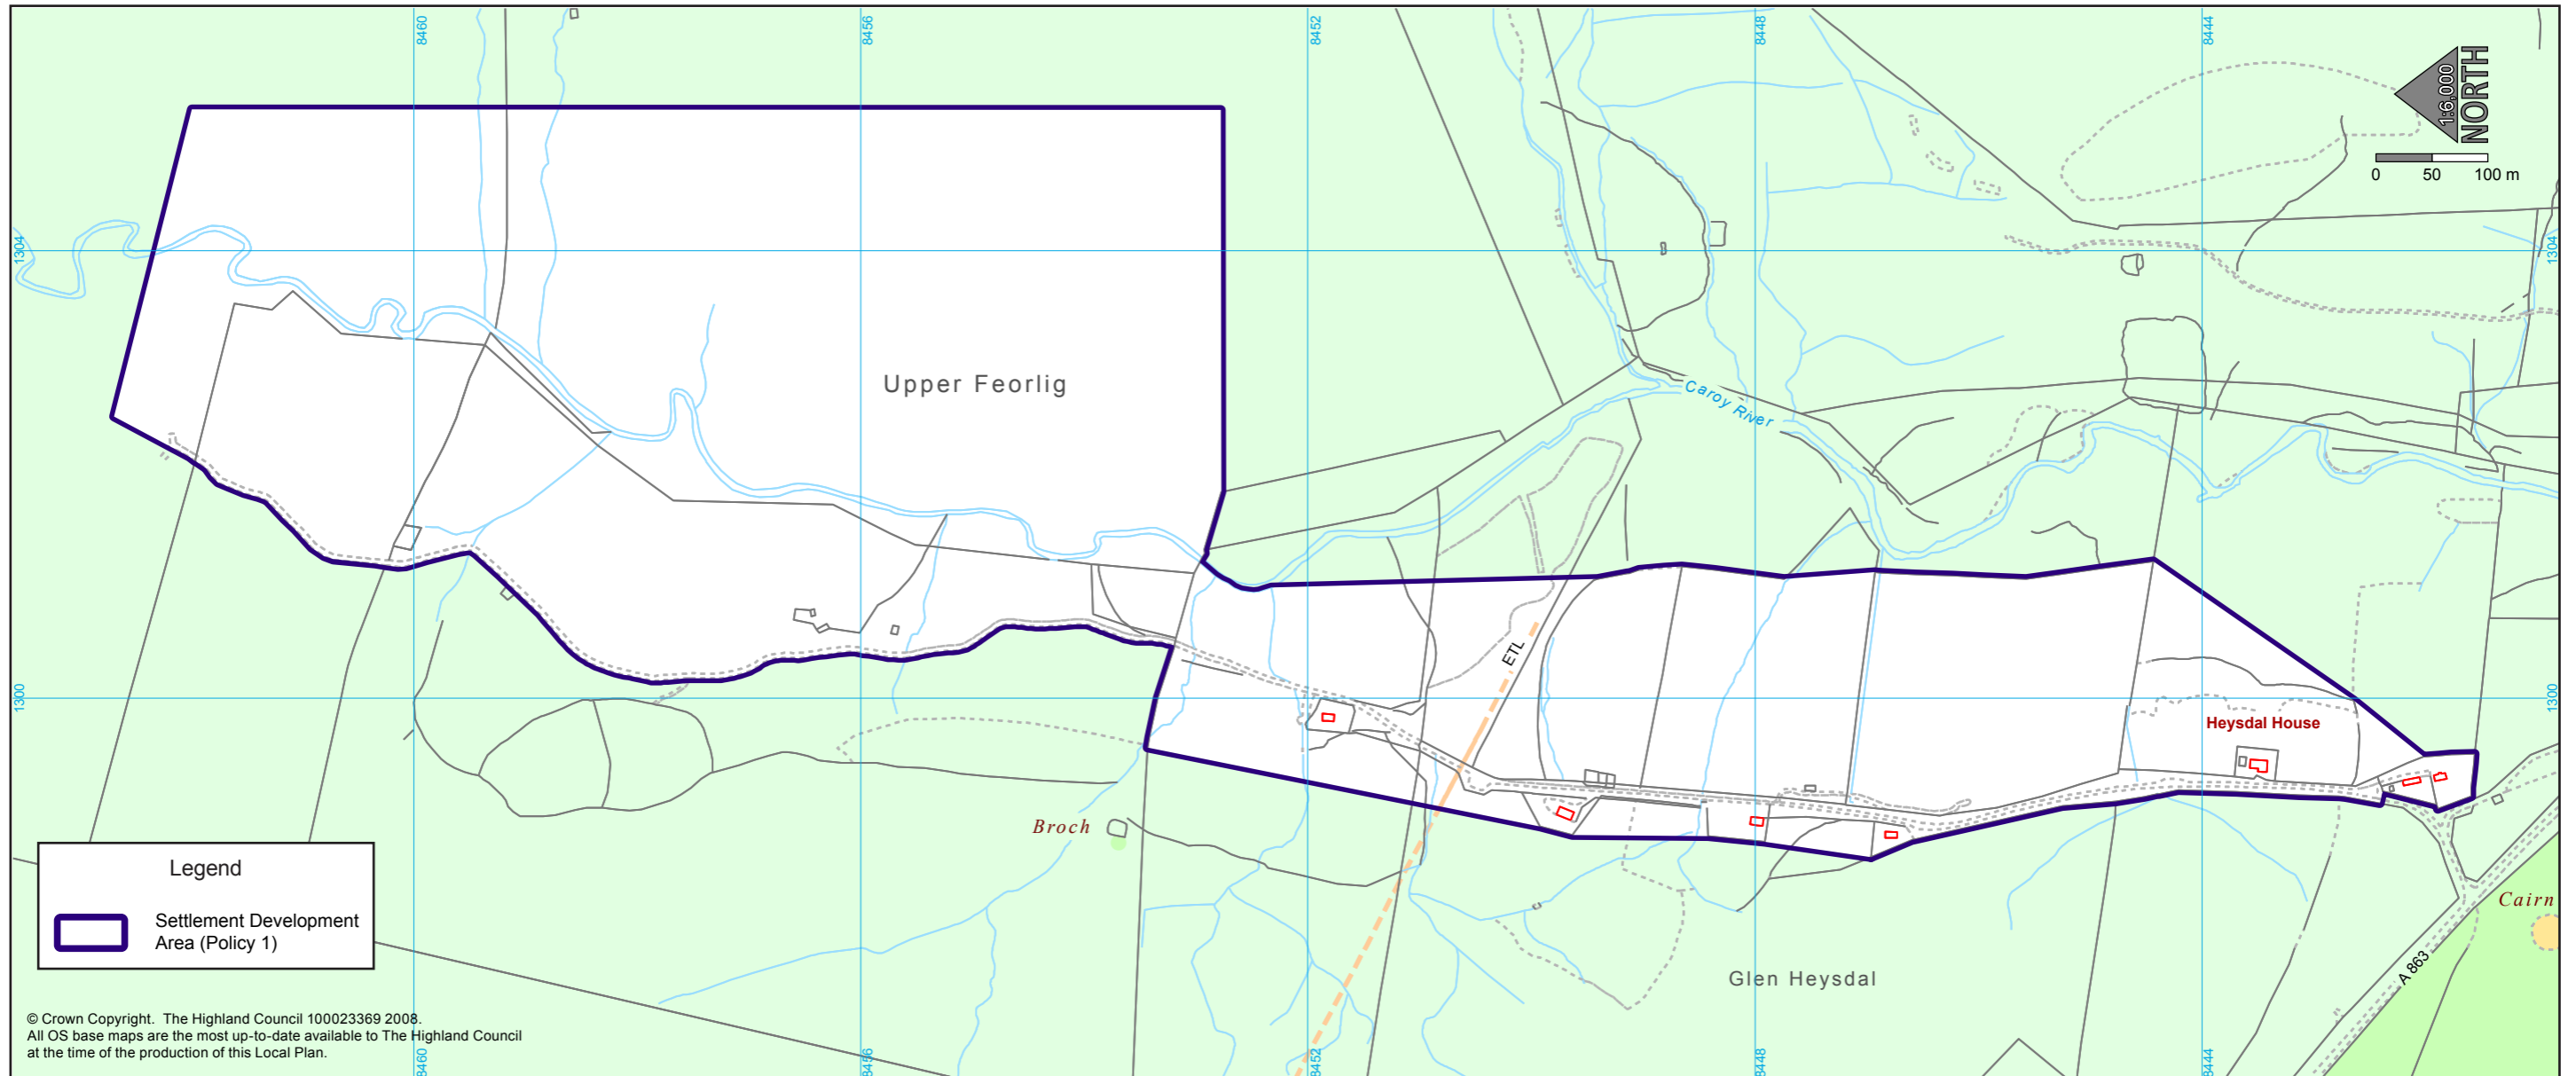 8460
8456
8452
8448
8444
1:6,000
NORTH
0 50 100 m
1304
1304
Upper Feorlig
Caroy River
ETL
1300
1300
Heysdal House
Broch
Legend
Settlement Development
Area (Policy 1)
Cairn
A 863
Glen Heysdal
© Crown Copyright. The Highland Council 100023369 2008.
All OS base maps are the most up-to-date available to The Highland Council
at the time of the production of this Local Plan.
8460
8456
8452
8448
8444